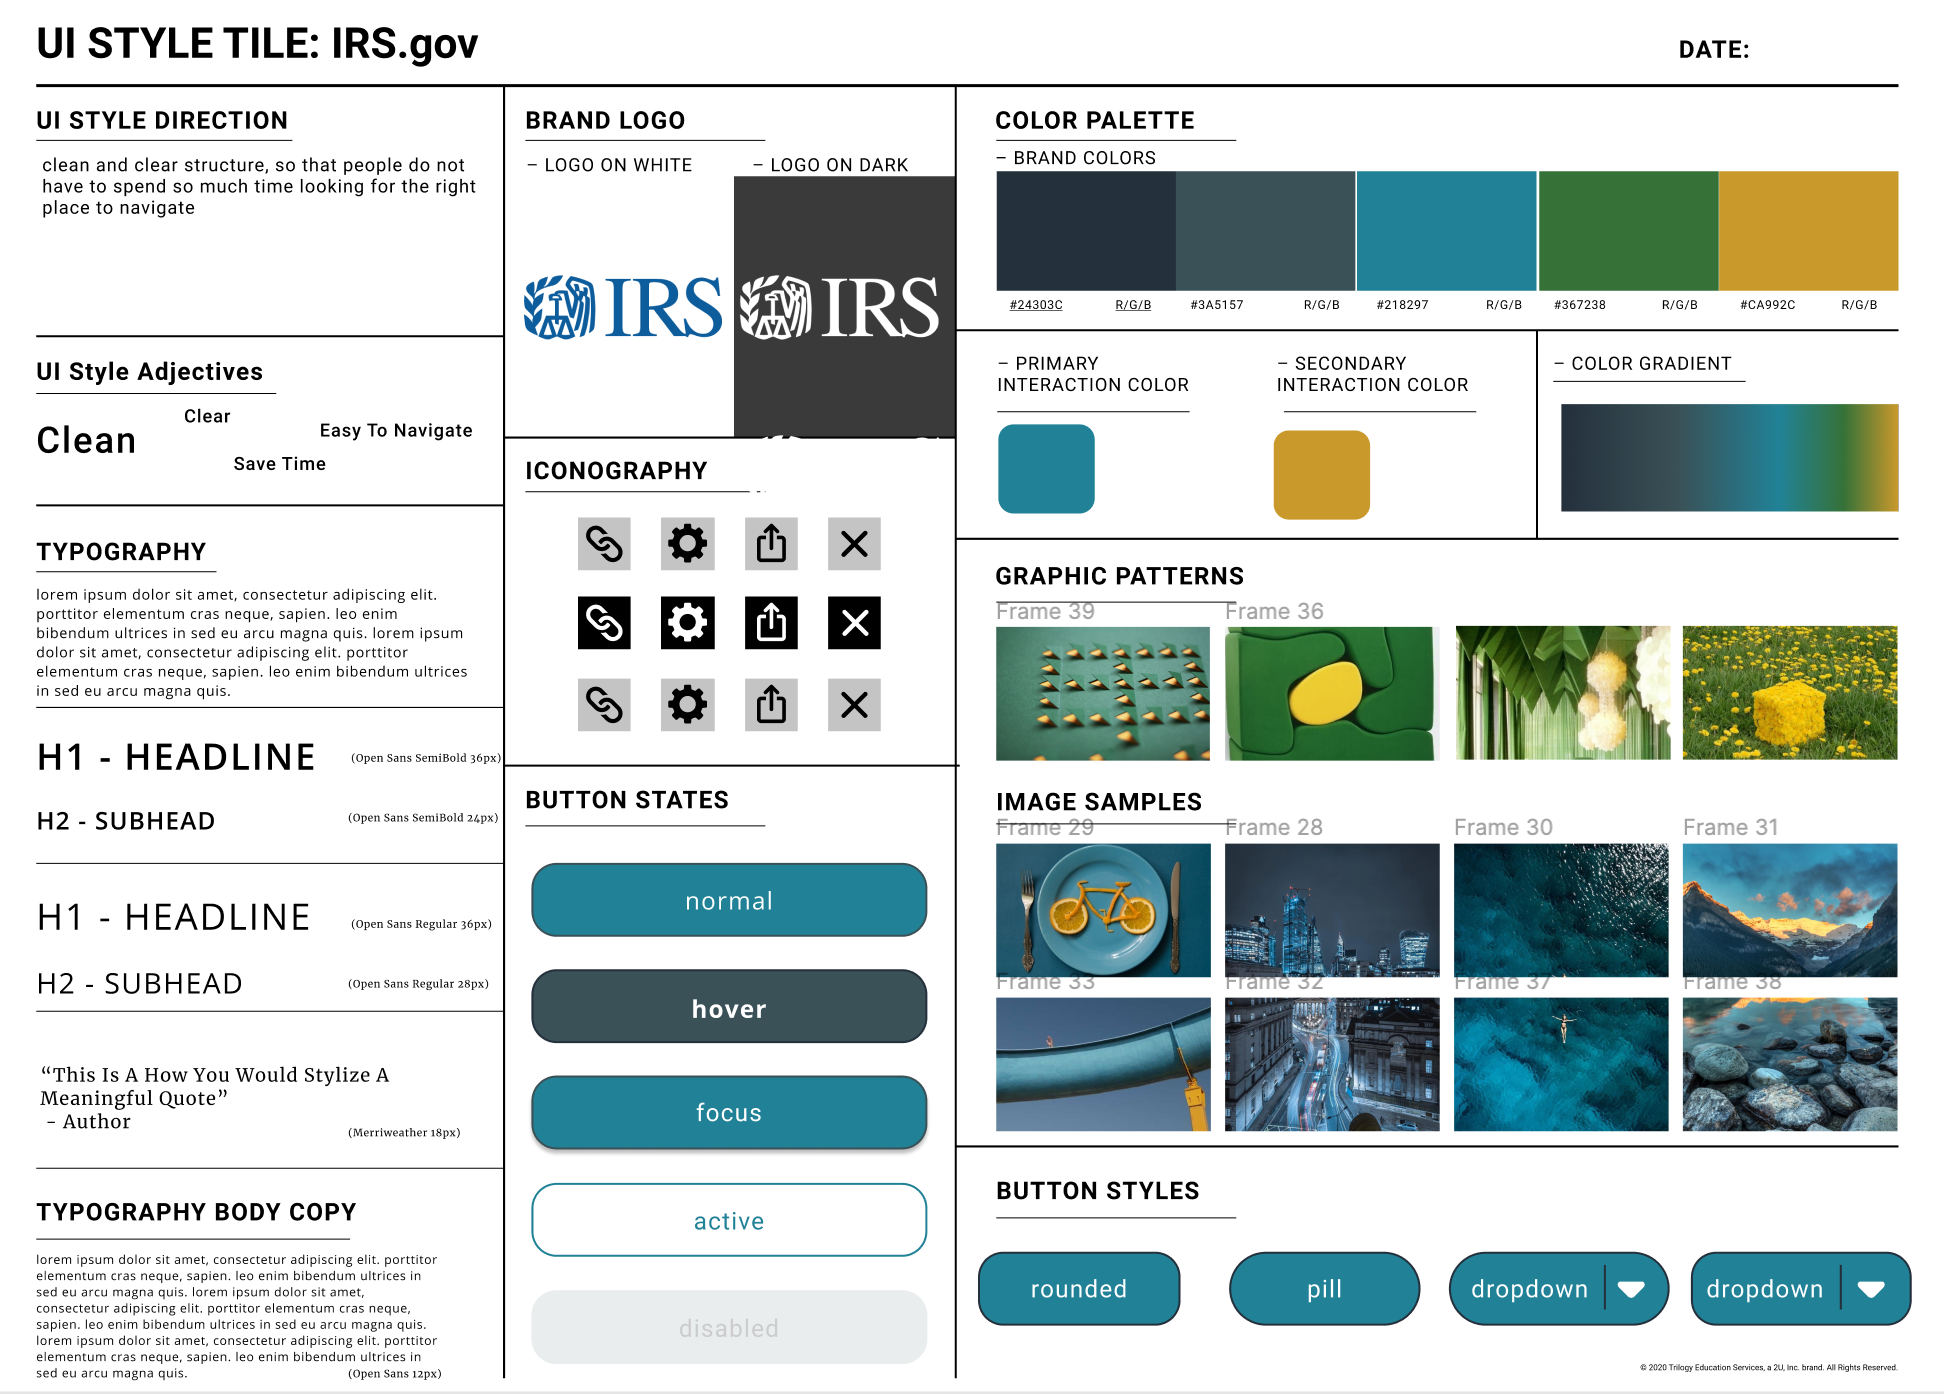 UI STYLE TILE: IRS.gov
DATE:
UI STYLE DIRECTION
clean and clear structure, so that people do not
have to spend so much time looking for the right
place to navigate
UI Style Adjectives
Clear
Clean
Easy To Navigate
Save Time
TYPOGRAPHY
lorem ipsum dolor sit amet, consectetur adipiscing elit.
porttitor elementum cras neque, sapien. leo enim
bibendum ultrices in sed eu arcu magna quis. lorem ipsum
dolor sit amet, consectetur adipiscing elit. porttitor
elementum cras neque, sapien. leo enim bibendum ultrices
in sed eu arcu magna quis.
H1 - HEADLINE (Open Sans SemiBold 36px)
H2 - SUBHEAD (Open Sans SemiBold 24px)
H1 - HEADLINE (Open Sans Regular 36px)
H2 - SUBHEAD (Open Sans Regular 28px)
“This Is A How You Would Stylize A
Meaningful Quote”
- Author
(Merriweather 18px)
TYPOGRAPHY BODY COPY
lorem ipsum dolor sit amet, consectetur adipiscing elit. porttitor
elementum cras neque, sapien. leo enim bibendum ultrices in
sed eu arcu magna quis. lorem ipsum dolor sit amet,
consectetur adipiscing elit. porttitor elementum cras neque,
sapien. leo enim bibendum ultrices in sed eu arcu magna quis.
lorem ipsum dolor sit amet, consectetur adipiscing elit. porttitor
elementum cras neque, sapien. leo enim bibendum ultrices in
sed eu arcu magna quis. (Open Sans 12px)
BRAND LOGO
– LOGO ON WHITE – LOGO ON DARK
IRS IRS
ICONOGRAPHY
BUTTON STATES
normal
hover
focus
active
disabled
COLOR PALETTE
– BRAND COLORS
#24303C R/G/B #3A5157 R/G/B #218297 R/G/B #367238 R/G/B #CA992C R/G/B
– PRIMARY
INTERACTION COLOR
– SECONDARY
INTERACTION COLOR
– COLOR GRADIENT
GRAPHIC PATTERNS
Frame 39 Frame 36
IMAGE SAMPLES
Frame 29 Frame 28 Frame 30 Frame 31
Frame 33 Frame 32 Frame 37 Frame 38
BUTTON STYLES
rounded pill dropdown dropdown
© 2020 Trilogy Education Services, a 2U, Inc. brand. All Rights Reserved.